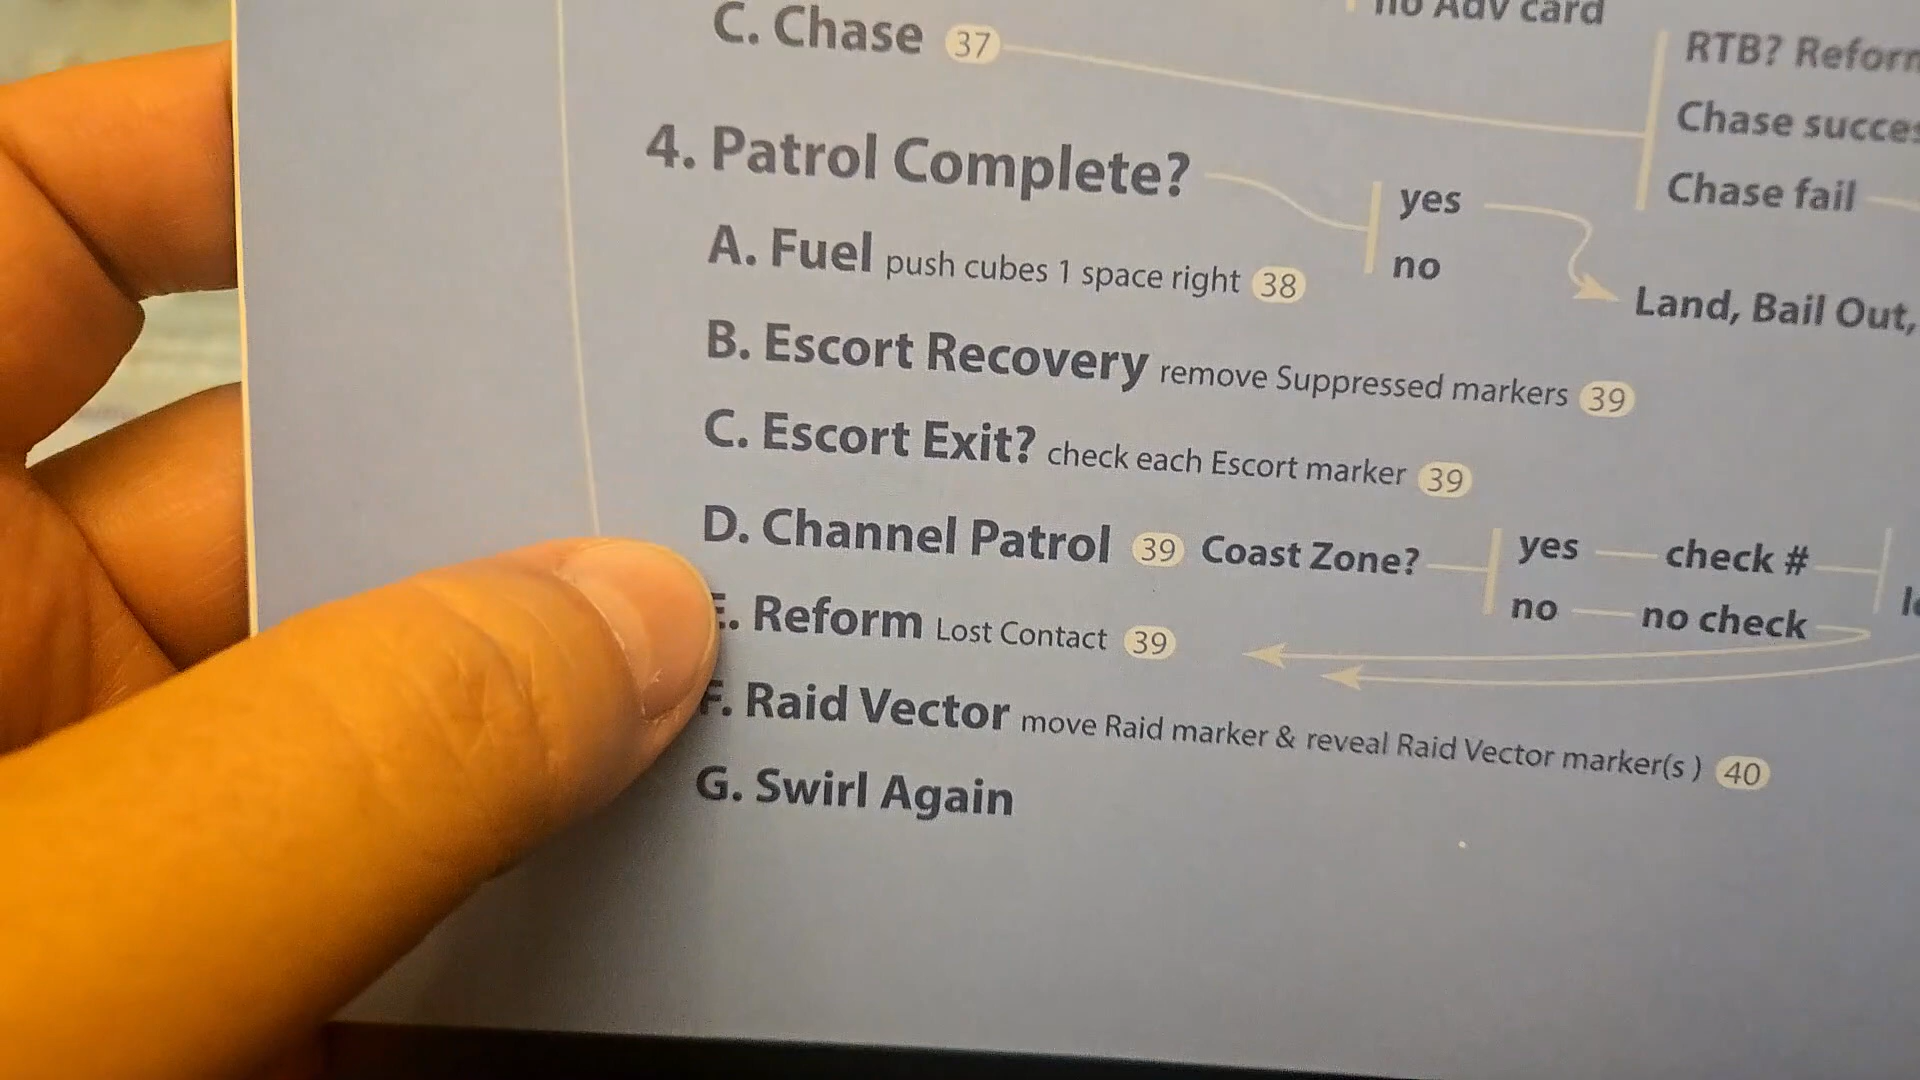 no Adv card
C. Chase 37
RTB? Reform
Chase
Chase fail
4. Patrol Complete?
yes
no
Land, Bail Out,
A. Fuel push cubes 1 space right 38
B. Escort Recovery remove Suppressed markers 39
C. Escort Exit? check each Escort marker 39
D. Channel Patrol 39 Coast Zone?
yes check #
no no check
E. Reform Lost Contact 39
F. Raid Vector move Raid marker & reveal Raid Vector marker(s ) 40
G. Swirl Again